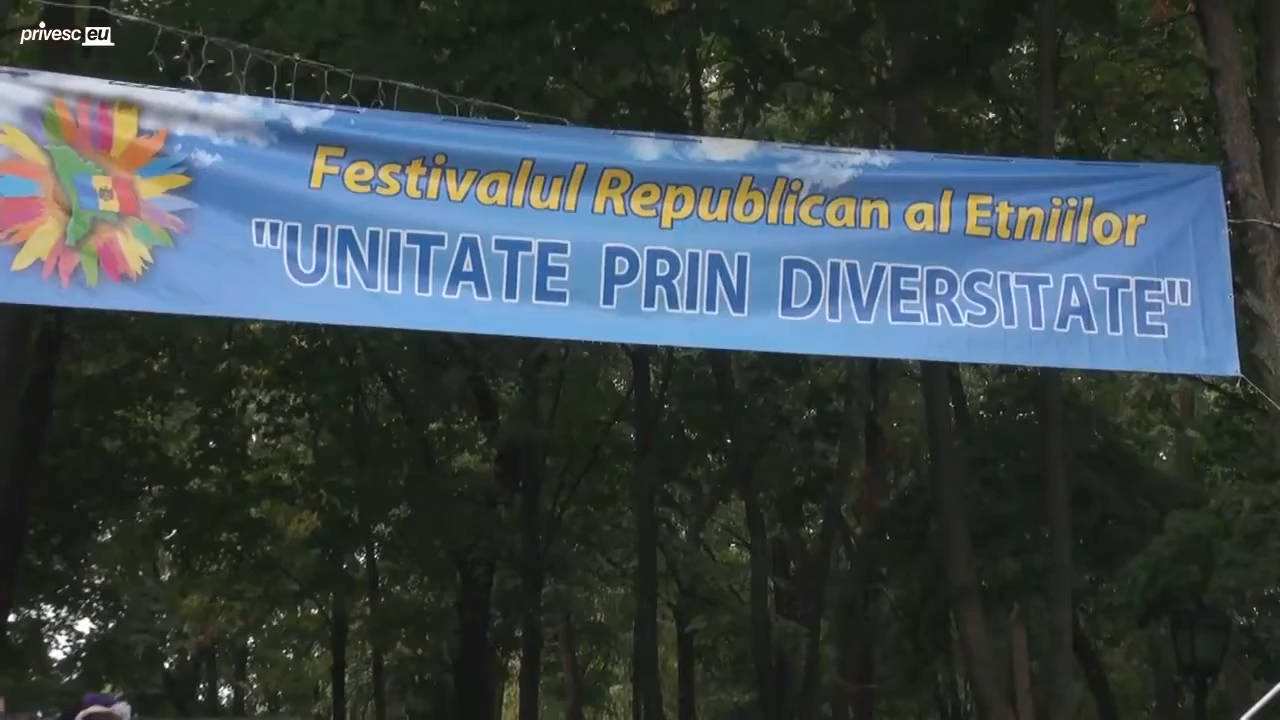 privesc eu
Festivalul Republican al Etniilor
"UNITATE PRIN DIVERSITATE"